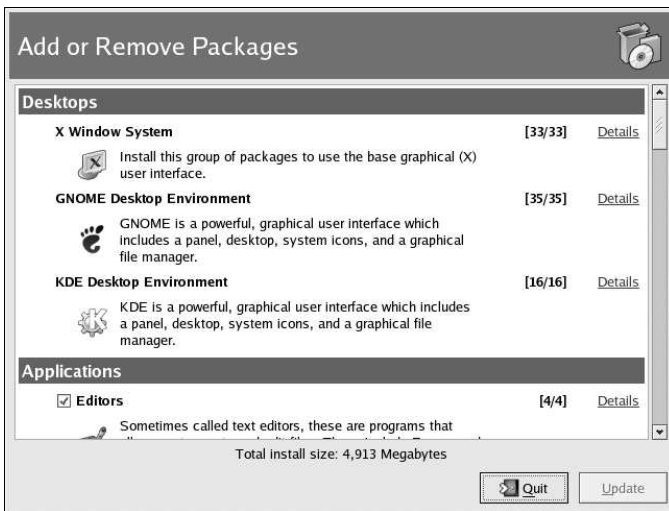 Add or Remove Packages
Desktops
X Window System [33/33] Details
Install this group of packages to use the base graphical (X)
user interface.
GNOME Desktop Environment [35/35] Details
GNOME is a powerful, graphical user interface which
includes a panel, desktop, system icons, and a graphical
file manager.
KDE Desktop Environment [16/16] Details
KDE is a powerful, graphical user interface which includes
a panel, desktop, system icons, and a graphical file
manager.
Applications
Editors [4/4] Details
Sometimes called text editors, these are programs that
Total install size: 4,913 Megabytes
Quit Update